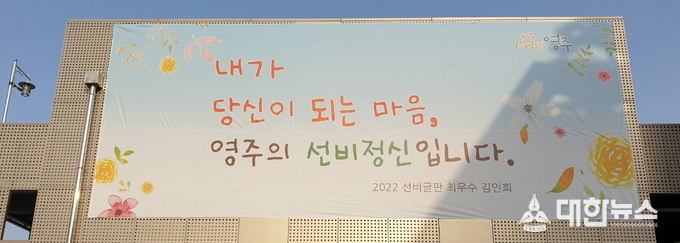 영주
내가
당신이 되는 마음,
영주의 선비정신입니다.
2022 선비글판 최우수 김인희
대한뉴스